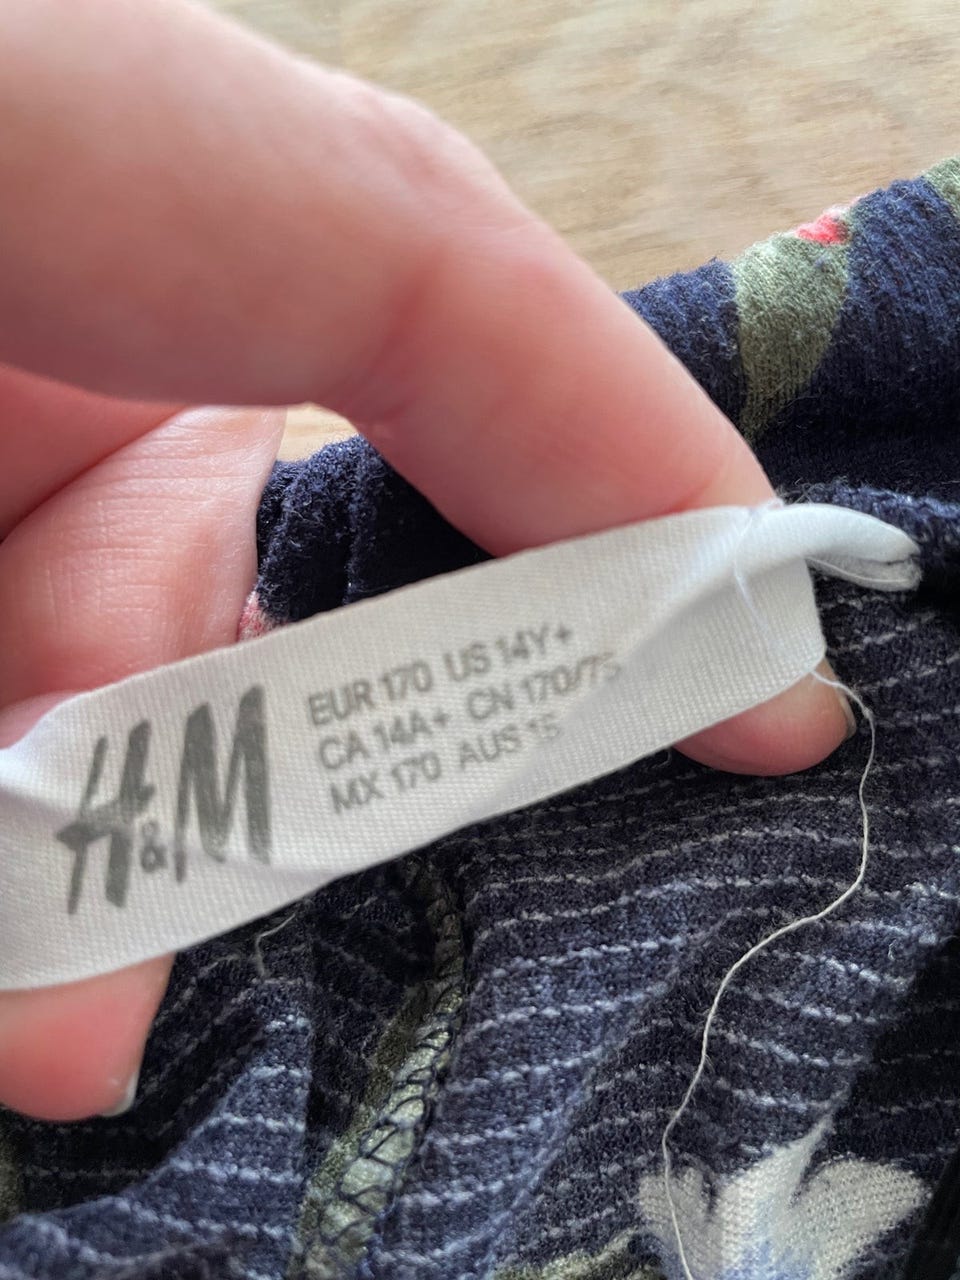 H&M
EUR 170 US 14Y+
CA 14A+ CN 170/75
MX 170 AUS 15